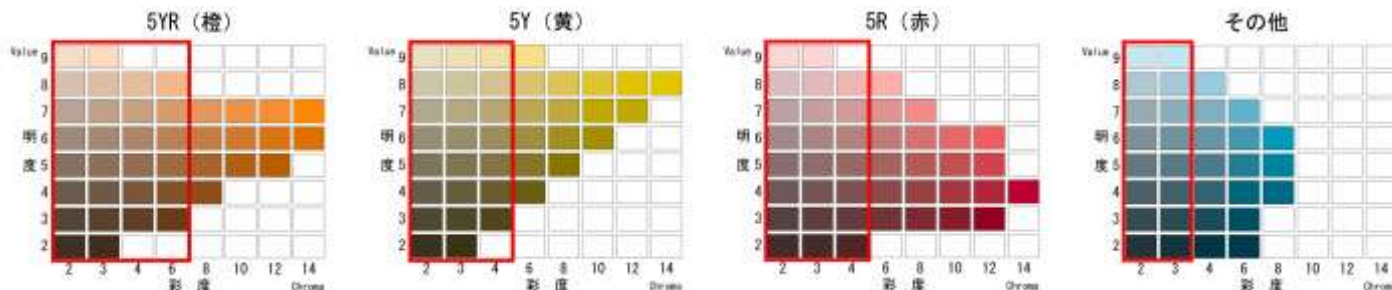 5YR（橙） 5Y（黄） 5R（赤） その他
Value 9 Value 9 Value 9 Value 9
8 8 8 8
7 7 7 7
明 6 明 6 明 6 明 6
度 5 度 5 度 5 度 5
4 4 4 4
3 3 3 3
2 2 2 2
2 3 4 6 8 10 12 14 2 3 4 6 8 10 12 14 2 3 4 6 8 10 12 14 2 3 4 6 8 10 12 14
彩 度 Chroma 彩 度 Chroma 彩 度 Chroma 彩 度 Chroma